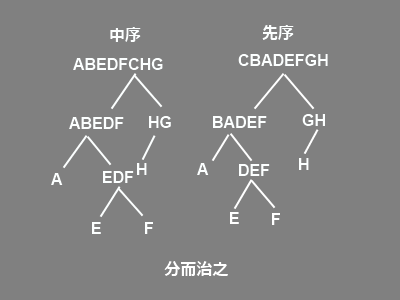 中序
先序
ABEDFCHG
CBADEFGH
ABEDF
HG
BADEF
GH
A
EDF
H
A
DEF
H
E
F
E
F
分而治之